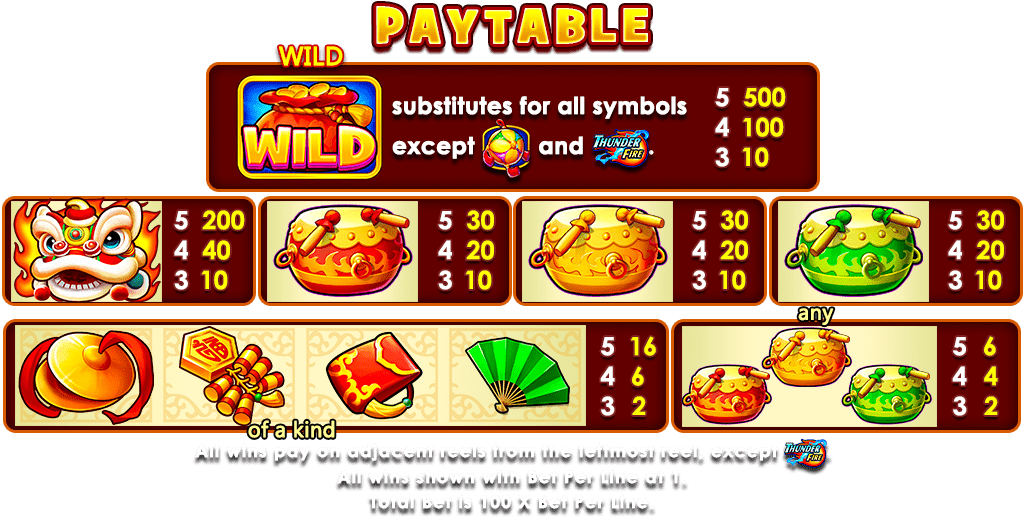 PAYTABLE
WILD
WILD
substitutes for all symbols
except and THUNDER FIRE.
5 500
4 100
3 10
5 200
4 40
3 10
5 30
4 20
3 10
5 30
4 20
3 10
5 30
4 20
3 10
of a kind
5 16
4 6
3 2
any
5 6
4 4
3 2
All wins pay on adjacent reels from the leftmost reel, except THUNDER FIRE.
All wins shown with Bet Per Line at 1.
Total Bet is 100 X Bet Per Line.